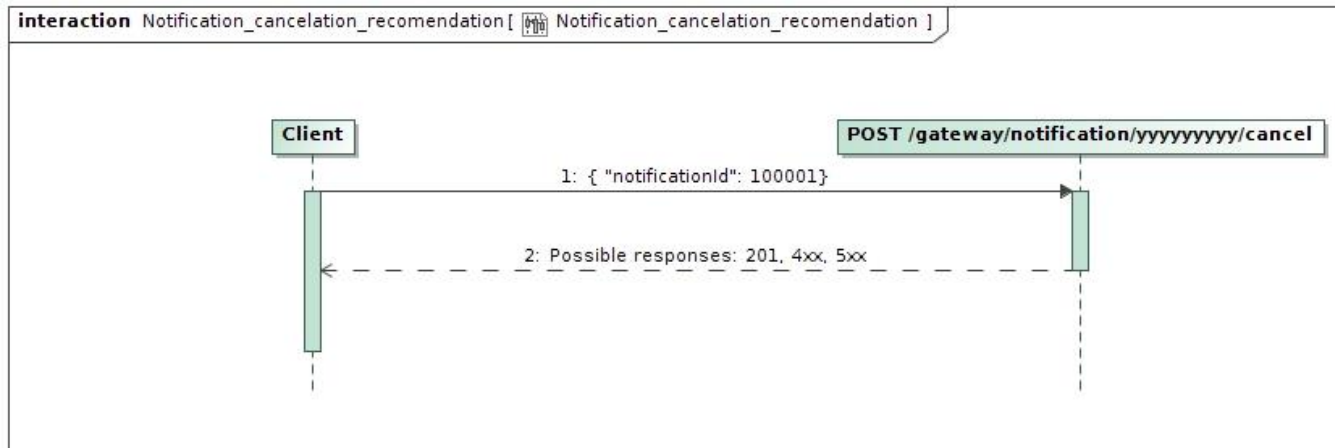 interaction Notification_cancelation_recomendation [ Notification_cancelation_recomendation ]
Client
POST /gateway/notification/yyyyyyyyy/cancel
1: { "notificationId": 100001}
2: Possible responses: 201, 4xx, 5xx